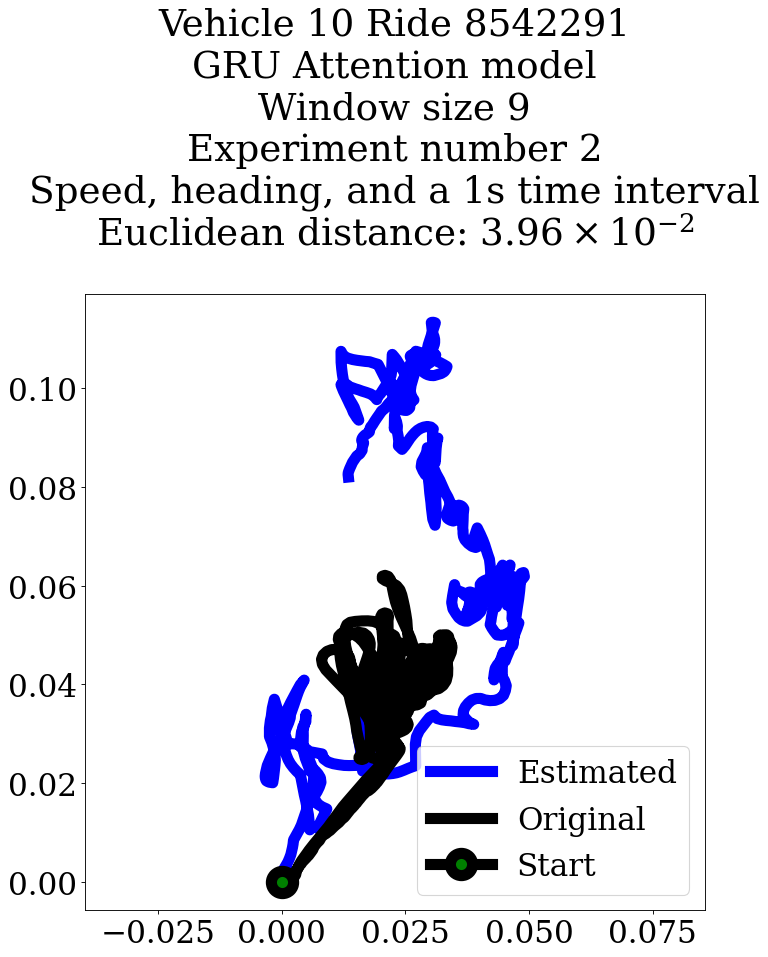 Vehicle 10 Ride 8542291
GRU Attention model
Window size 9
Experiment number 2
Speed, heading, and a 1s time interval
Euclidean distance: 3.96 × 10⁻²
0.10
0.08
0.06
0.04
0.02
0.00
Estimated
Original
Start
−0.025 0.000 0.025 0.050 0.075